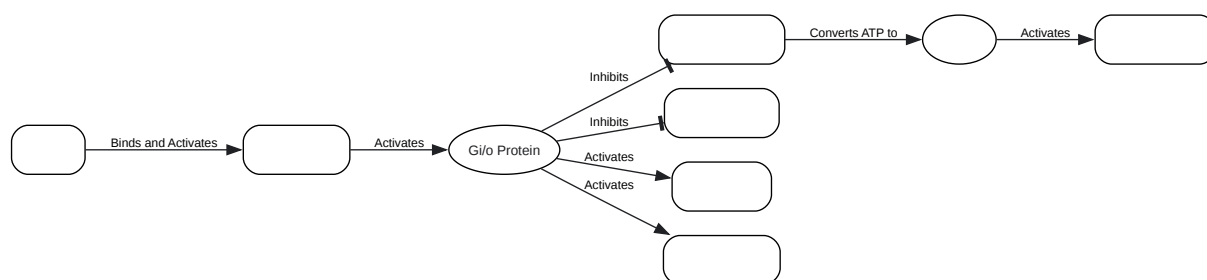 Converts ATP to
Activates
Inhibits
Inhibits
Binds and Activates
Activates
Gi/o Protein
Activates
Activates